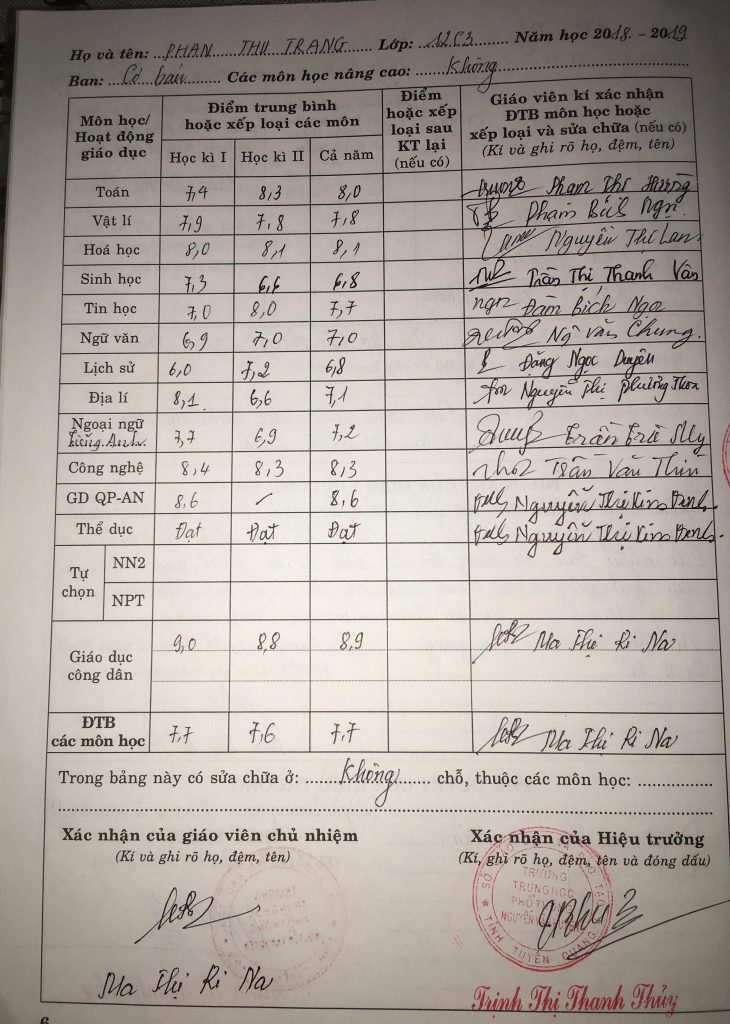 Họ và tên: PHAN THU TRANG Lớp: 12C3 Năm học 2018 - 2019
Ban: Cơ bản Các môn học nâng cao: Không
Môn học/ Hoạt động giáo dục
Điểm trung bình hoặc xếp loại các môn
Học kì I Học kì II Cả năm
Điểm hoặc xếp loại sau KT lại (nếu có)
Giáo viên kí xác nhận ĐTB môn học hoặc xếp loại và sửa chữa (nếu có)
(Kí và ghi rõ họ, đệm, tên)
Toán 7,4 8,3 8,0 Phạm Thị Hường
Vật lí 7,9 7,8 7,8 Phạm Bích Ngọc
Hoá học 8,0 8,1 8,1 Nguyễn Thị Lan
Sinh học 7,3 6,6 6,8 Trần Thị Thanh Vân
Tin học 7,0 8,0 7,7 Đàm Bích Ngọc
Ngữ văn 6,9 7,0 7,0 Ngô Văn Chung
Lịch sử 6,0 7,2 6,8 Đặng Ngọc Duyên
Địa lí 8,1 6,6 7,1 Nguyễn Thị Phương Thoa
Ngoại ngữ
Tiếng Anh 7,7 6,9 7,2 Trần Trà My
Công nghệ 8,4 8,3 8,3 Trần Văn Thìn
GD QP-AN 8,6 / 8,6 Nguyễn Thị Kim
Thể dục Đạt Đạt Đạt Nguyễn Thị Kim
Tự chọn NN2
NPT
Giáo dục công dân 9,0 8,8 8,9 Ma Thị Ri Na
ĐTB các môn học 7,7 7,6 7,7 Ma Thị Ri Na
Trong bảng này có sửa chữa ở: Không chỗ, thuộc các môn học:
Xác nhận của giáo viên chủ nhiệm Xác nhận của Hiệu trưởng
(Kí và ghi rõ họ, đệm, tên) (Kí, ghi rõ họ, đệm, tên và đóng dấu)
TRƯỜNG
TRUNG HỌC
PHỔ THÔNG
TỈNH TUYÊN QUANG
Ma Thị Ri Na
Trịnh Thị Thanh Thủy
6